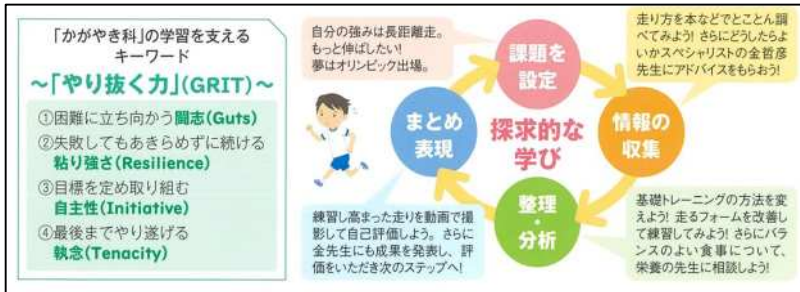 「かがやき科」の学習を支える
キーワード
～「やり抜く力」(GRIT)～
①困難に立ち向かう闘志(Guts)
②失敗してもあきらめずに続ける
粘り強さ(Resilience)
③目標を定め取り組む
自主性(Initiative)
④最後までやり遂げる
執念(Tenacity)
自分の強みは長距離走。
もっと伸ばしたい!
夢はオリンピック出場。
課題を
設定
走り方を本などでとことん調
べてみよう! さらにどうしたらよ
いかスペシャリストの金哲彦
先生にアドバイスをもらおう!
まとめ
表現
探求的な
学び
情報の
収集
整理
・
分析
練習し高まった走りを動画で撮
影して自己評価しよう。さらに
金先生にも成果を発表し、評
価をいただき次のステップへ!
基礎トレーニングの方法を変
えよう! 走るフォームを改善し
て練習してみよう! さらにバラ
ンスのよい食事について、
栄養の先生に相談しよう!